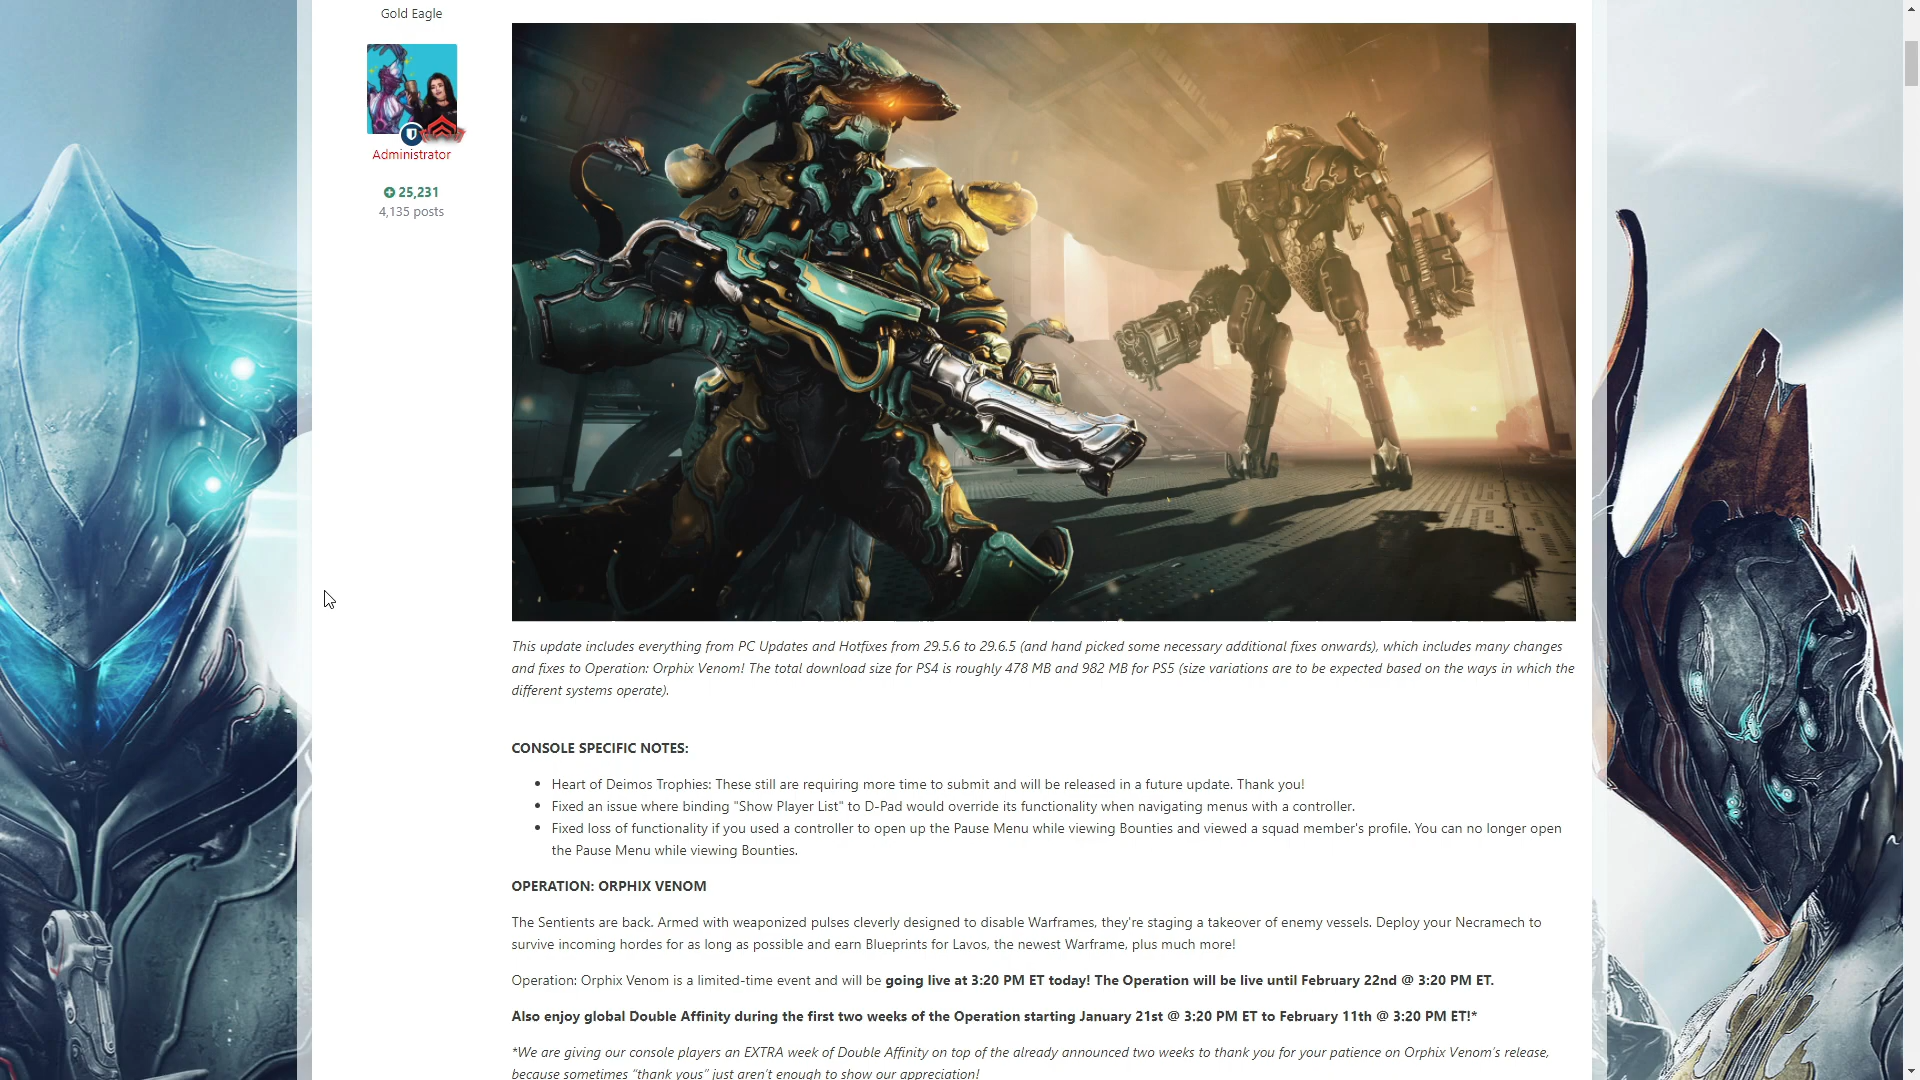 Gold Eagle
Administrator
25,231
4,135 posts
This update includes everything from PC Updates and Hotfixes from 29.5.6 to 29.6.5 (and hand picked some necessary additional fixes onwards), which includes many changes
and fixes to Operation: Orphix Venom! The total download size for PS4 is roughly 478 MB and 982 MB for PS5 (size variations are to be expected based on the ways in which the
different systems operate).
CONSOLE SPECIFIC NOTES:
• Heart of Deimos Trophies: These still are requiring more time to submit and will be released in a future update. Thank you!
• Fixed an issue where binding "Show Player List" to D-Pad would override its functionality when navigating menus with a controller.
• Fixed loss of functionality if you used a controller to open up the Pause Menu while viewing Bounties and viewed a squad member's profile. You can no longer open
the Pause Menu while viewing Bounties.
OPERATION: ORPHIX VENOM
The Sentients are back. Armed with weaponized pulses cleverly designed to disable Warframes, they're staging a takeover of enemy vessels. Deploy your Necramech to
survive incoming hordes for as long as possible and earn Blueprints for Lavos, the newest Warframe, plus much more!
Operation: Orphix Venom is a limited-time event and will be going live at 3:20 PM ET today! The Operation will be live until February 22nd @ 3:20 PM ET.
Also enjoy global Double Affinity during the first two weeks of the Operation starting January 21st @ 3:20 PM ET to February 11th @ 3:20 PM ET!*
*We are giving our console players an EXTRA week of Double Affinity on top of the already announced two weeks to thank you for your patience on Orphix Venom's release,
because sometimes "thank yous" just aren't enough to show our appreciation!